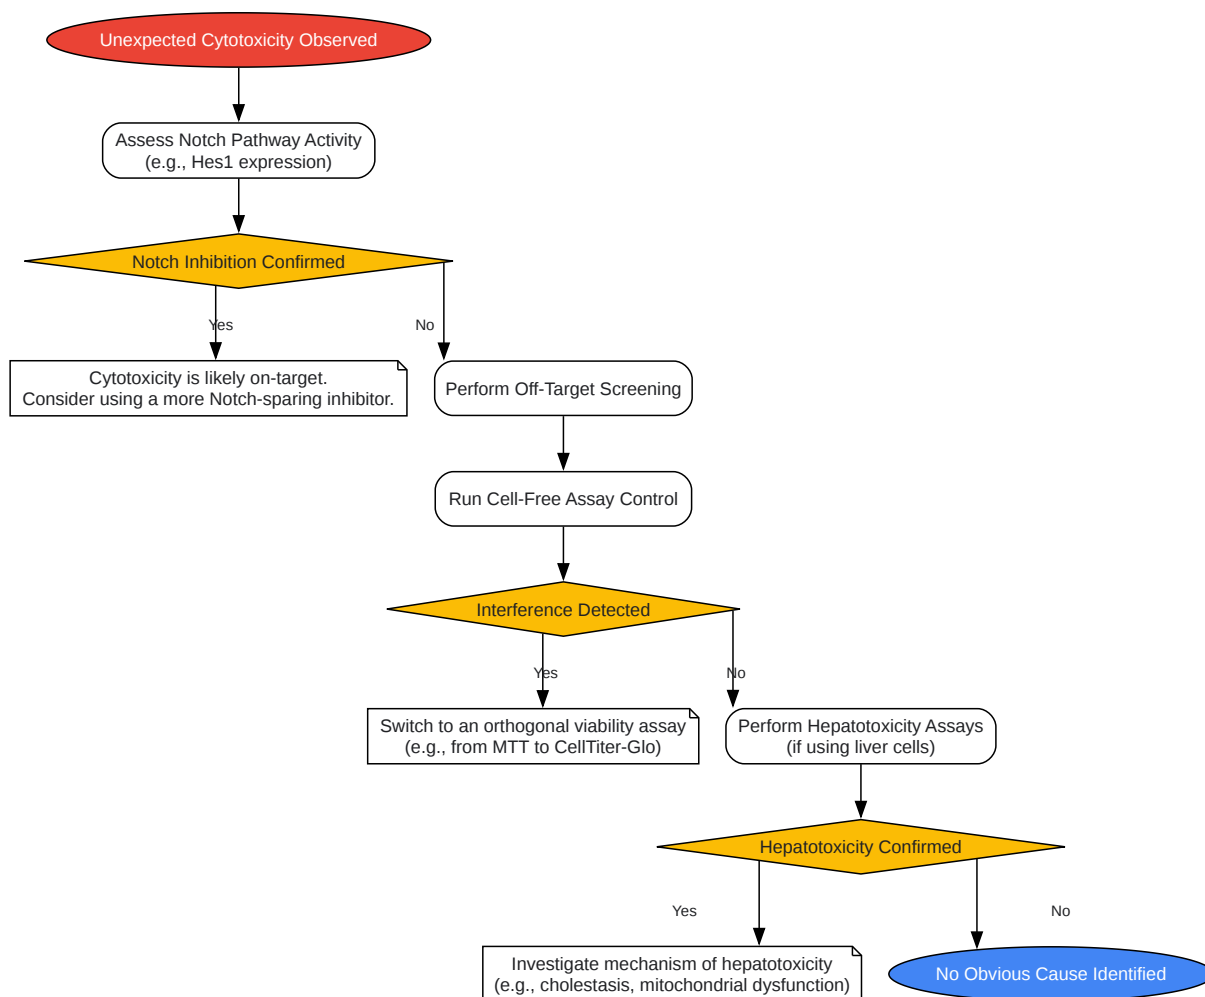 Unexpected Cytotoxicity Observed
Assess Notch Pathway Activity
(e.g., Hes1 expression)
Notch Inhibition Confirmed
Yes
No
Cytotoxicity is likely on-target.
Consider using a more Notch-sparing inhibitor.
Perform Off-Target Screening
Run Cell-Free Assay Control
Interference Detected
Yes
No
Switch to an orthogonal viability assay
(e.g., from MTT to CellTiter-Glo)
Perform Hepatotoxicity Assays
(if using liver cells)
Hepatotoxicity Confirmed
Yes
No
Investigate mechanism of hepatotoxicity
(e.g., cholestasis, mitochondrial dysfunction)
No Obvious Cause Identified